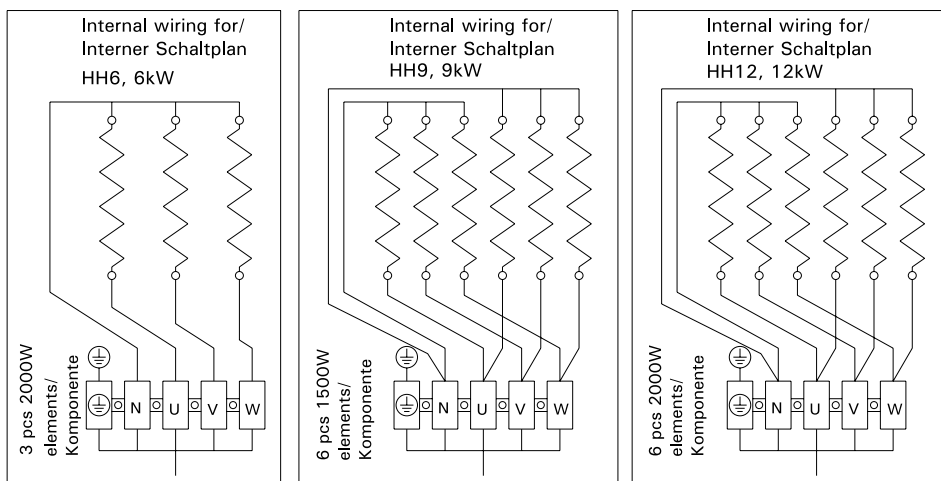 Internal wiring for/
Interner Schaltplan
HH6, 6kW
3 pcs 2000W
elements/
Komponente
N U V W
Internal wiring for/
Interner Schaltplan
HH9, 9kW
6 pcs 1500W
elements/
Komponente
N U V W
Internal wiring for/
Interner Schaltplan
HH12, 12kW
6 pcs 2000W
elements/
Komponente
N U V W